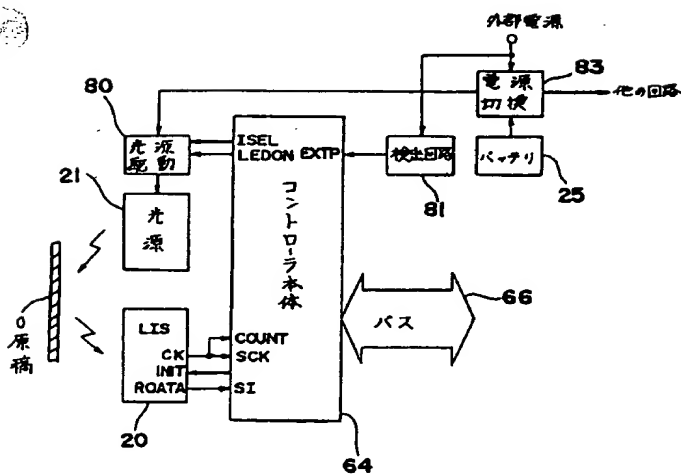 外部電源
83
電源
切換
他の回路
80
光源
駆動
ISEL
LEDON
EXTP
検出回路
81
バッテリ
25
21
光
源
コントローラ本体
O
原
稿
LIS
CK
INIT
RDATA
20
COUNT
SCK
SI
バス
66
64